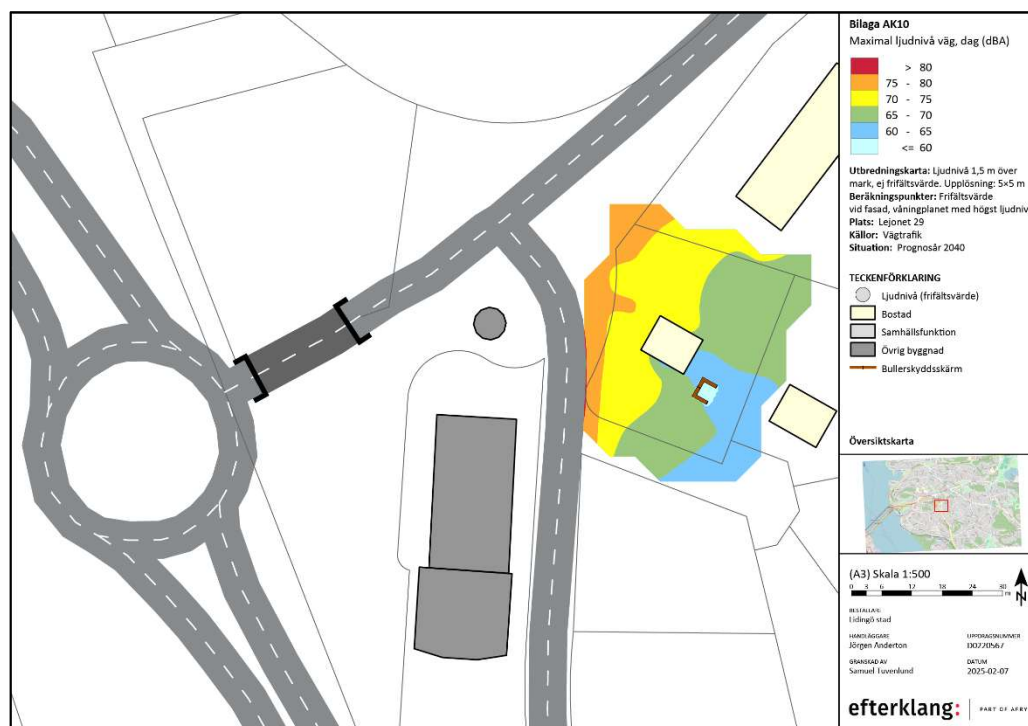 Bilaga AK10
Maximal ljudnivå väg, dag (dBA)
> 80
75 - 80
70 - 75
65 - 70
60 - 65
<= 60
Utbredningskarta: Ljudnivå 1,5 m över
mark, ej frifältsvärde. Upplösning: 5×5 m
Beräkningspunkter: Frifältsvärde
vid fasad, våningplanet med högst ljudniv
Plats: Lejonet 29
Källor: Vägtrafik
Situation: Prognosår 2040
TECKENFÖRKLARING
Ljudnivå (frifältsvärde)
Bostad
Samhällsfunktion
Övrig byggnad
Bullerskyddsskärm
Översiktskarta
(A3) Skala 1:500
0 3 6 12 18 24 30
m
N
BESTÄLLARE
Lidingö stad
HANDLÄGGARE UPPDRAGSNUMMER
Jörgen Anderton D0220567
GRANSKAD AV DATUM
Samuel Tuvenlund 2025-02-07
efterklang: PART OF AFRY